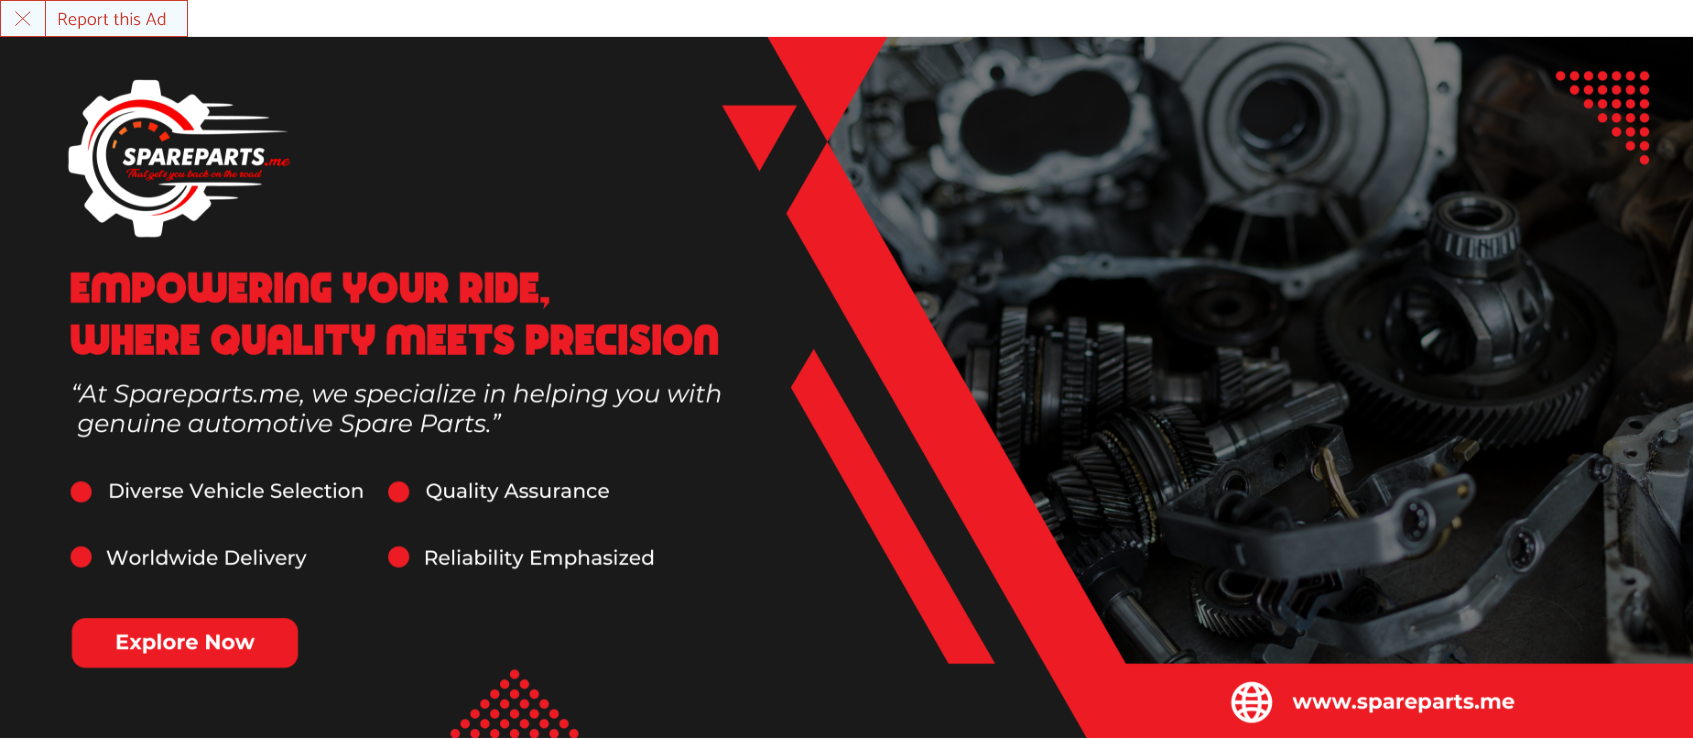 Report this Ad
SPAREPARTS.me
That gets you back on the road
EMPOWERING YOUR RIDE,
WHERE QUALITY MEETS PRECISION
“At Spareparts.me, we specialize in helping you with
genuine automotive Spare Parts.”
Diverse Vehicle Selection
Quality Assurance
Worldwide Delivery
Reliability Emphasized
Explore Now
www.spareparts.me